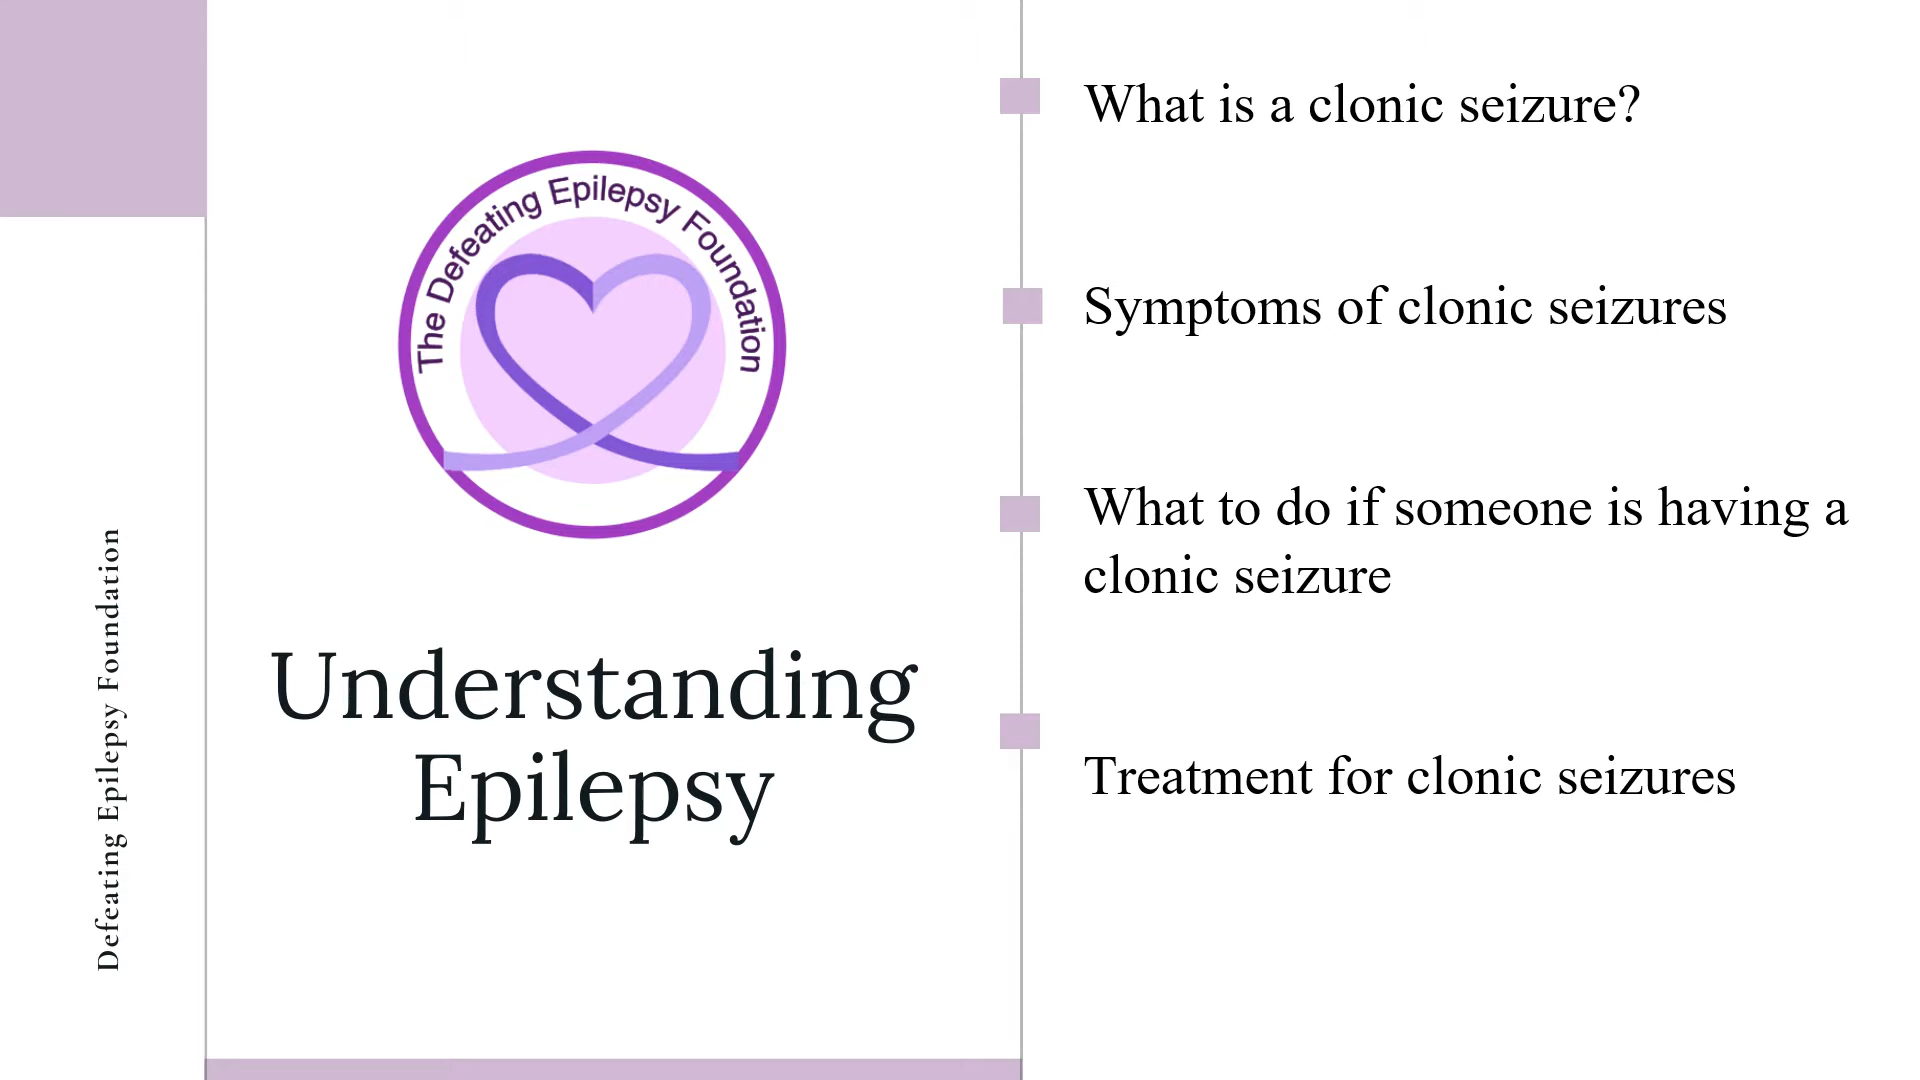 Defeating Epilepsy Foundation
The Defeating Epilepsy Foundation
Understanding
Epilepsy
What is a clonic seizure?
Symptoms of clonic seizures
What to do if someone is having a
clonic seizure
Treatment for clonic seizures